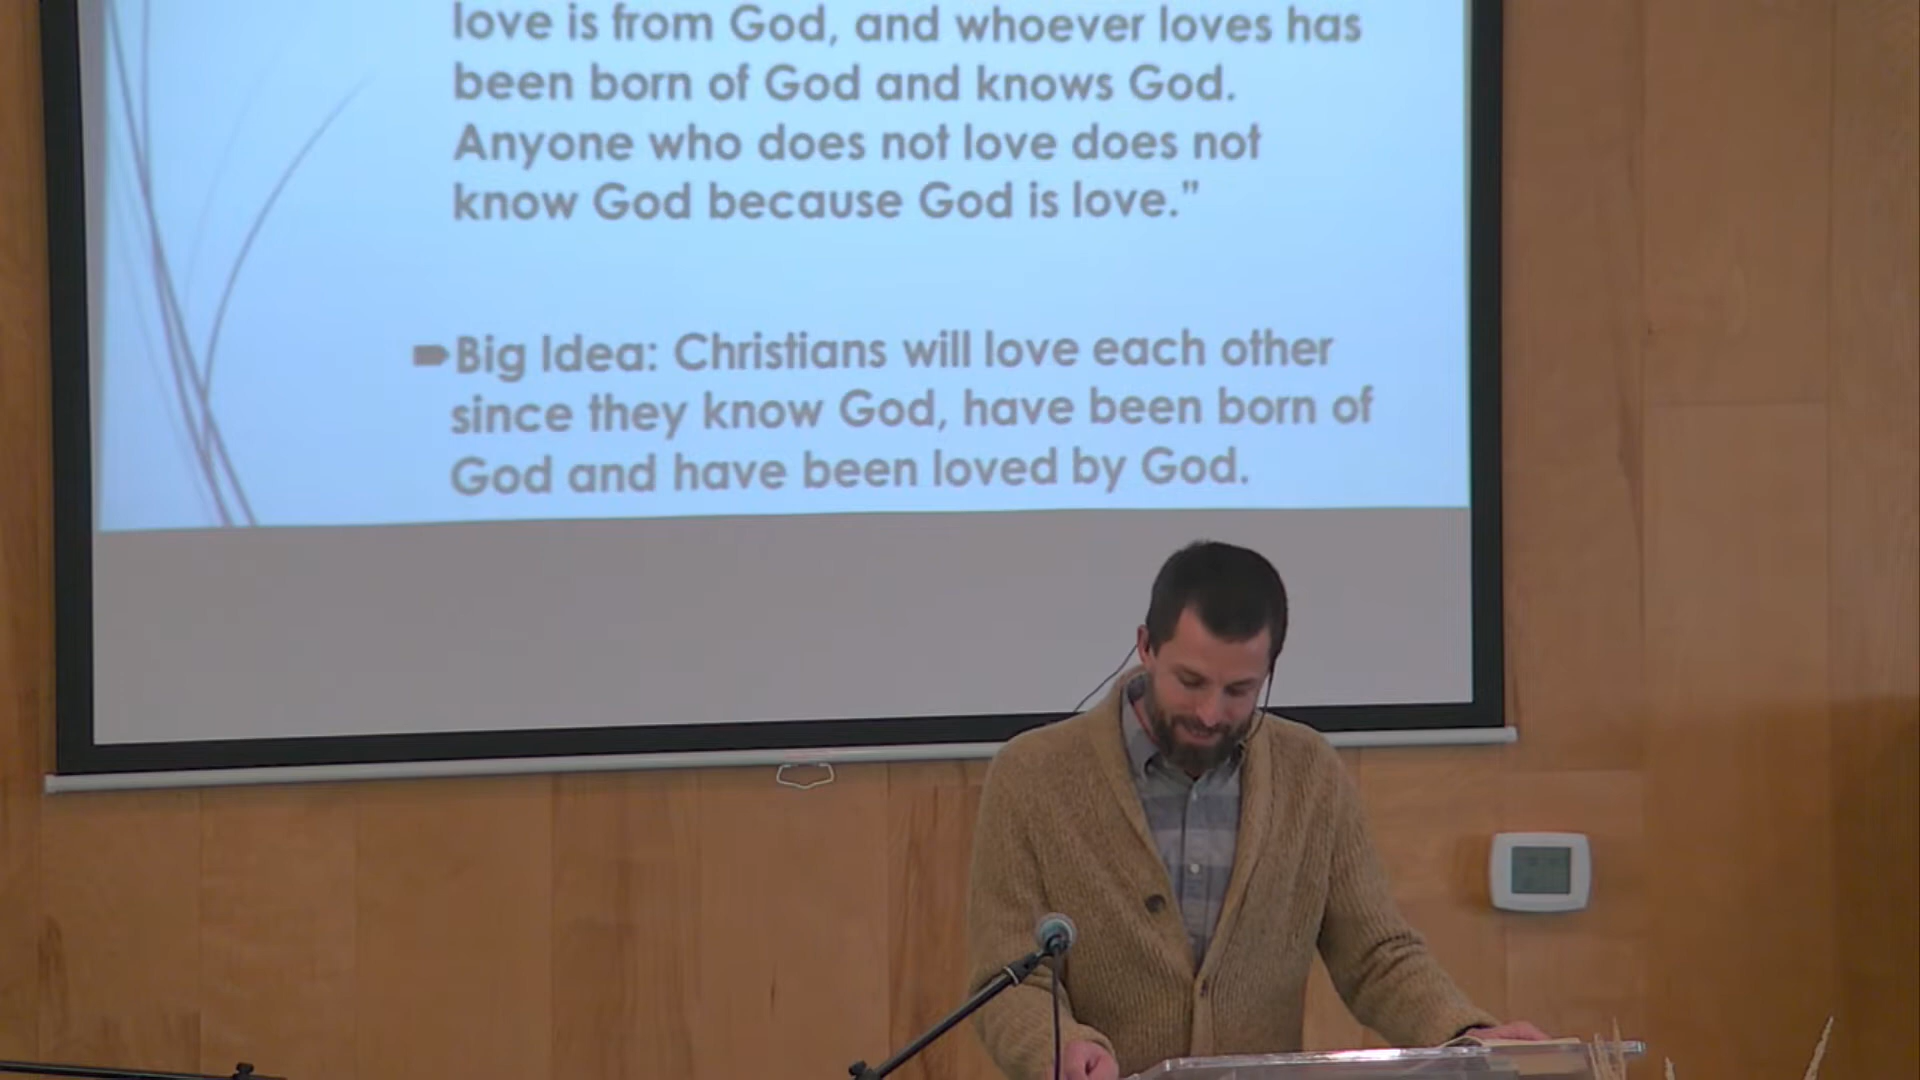 love is from God, and whoever loves has
been born of God and knows God.
Anyone who does not love does not
know God because God is love."
Big Idea: Christians will love each other
since they know God, have been born of
God and have been loved by God.